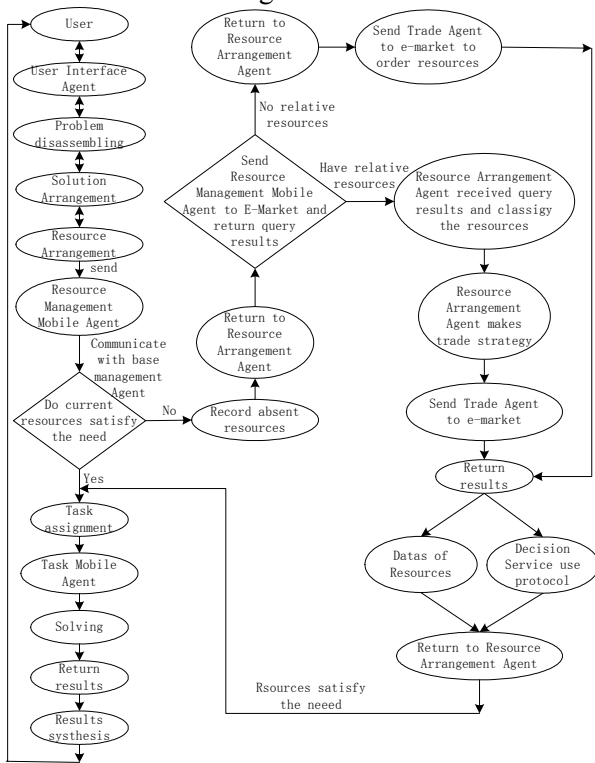 User
User Interface
Agent
Problem
disassembling
Solution
Arrangement
Resource
Arrangement
send
Resource
Management
Mobile Agent
Communicate
with base
management
Agent
Do current
resources satisfy
the need
No
Record absent
resources
Return to
Resource
Arrangement
Agent
Send
Resource
Management Mobile
Agent to E-Market and
return query
results
No relative
resources
Return to
Resource
Arrangement
Agent
Send Trade Agent
to e-market to
order resources
Have relative
resources
Resource Arrangement
Agent received query
results and classigy
the resources
Resource
Arrangement
Agent makes
trade strategy
Send Trade Agent
to e-market
Return
results
Datas of
Resources
Decision
Service use
protocol
Return to Resource
Arrangement Agent
Rsources satisfy
the neeed
Yes
Task
assignment
Task Mobile
Agent
Solving
Return
results
Results
systhesis